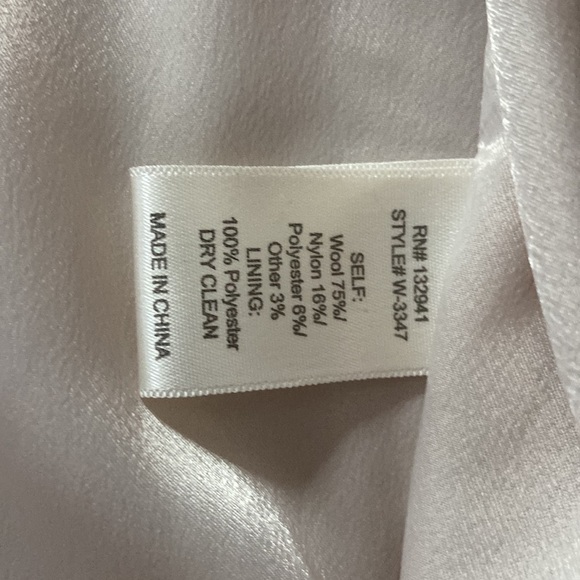 RN# 132941
STYLE# W-3347
SELF:
Wool 75%/
Nylon 16%/
Polyester 6%/
Other 3%
LINING:
100% Polyester
DRY CLEAN
MADE IN CHINA